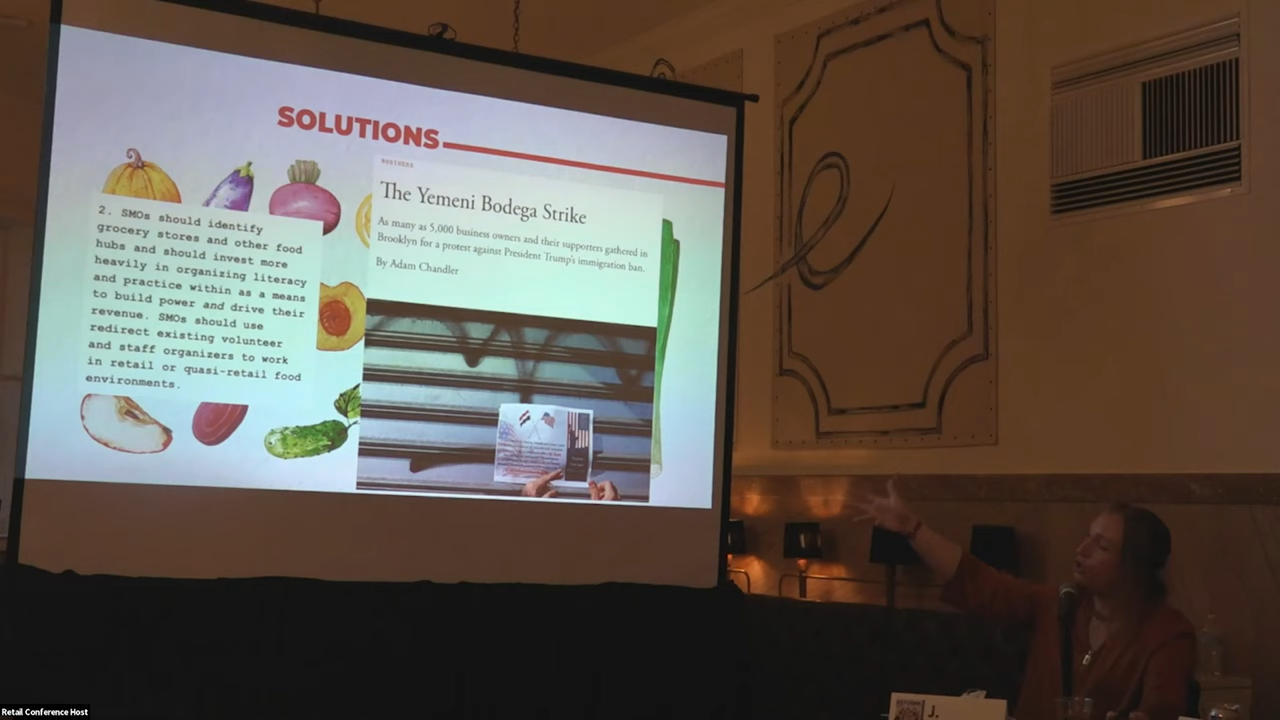 SOLUTIONS
2. SMOs should identify
grocery stores and other food
hubs and should invest more
heavily in organizing literacy
and practice within as a means
to build power and drive their
revenue. SMOs should use
redirect existing volunteer
and staff organizers to work
in retail or quasi-retail food
environments.
BUSINESS
The Yemeni Bodega Strike
As many as 5,000 business owners and their supporters gathered in
Brooklyn for a protest against President Trump's immigration ban.
By Adam Chandler
J.
Retail Conference Host